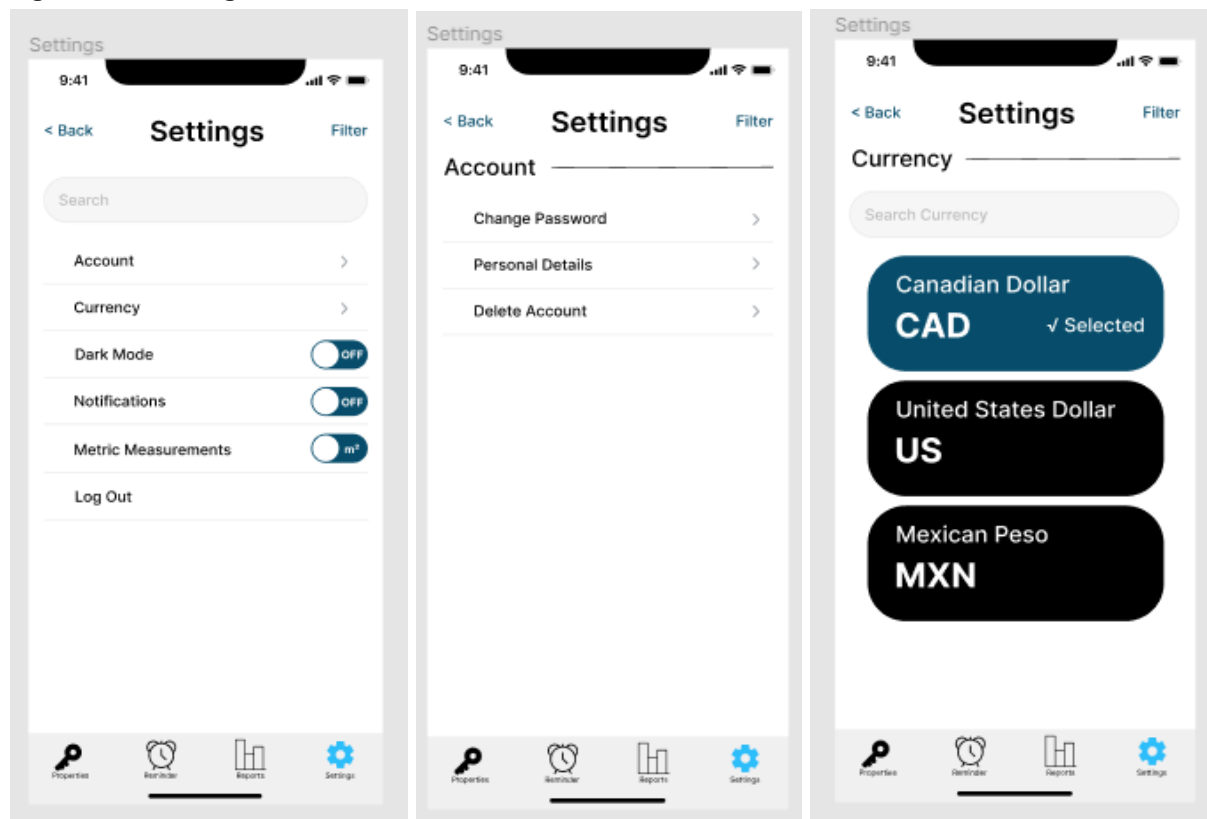 Settings
9:41
< Back Settings Filter
Search
Account >
Currency >
Dark Mode OFF
Notifications OFF
Metric Measurements m²
Log Out
Properties Reminder Reports Settings
Settings
9:41
< Back Settings Filter
Account
Change Password >
Personal Details >
Delete Account >
Properties Reminder Reports Settings
Settings
9:41
< Back Settings Filter
Currency
Search Currency
Canadian Dollar
CAD √ Selected
United States Dollar
US
Mexican Peso
MXN
Properties Reminder Reports Settings